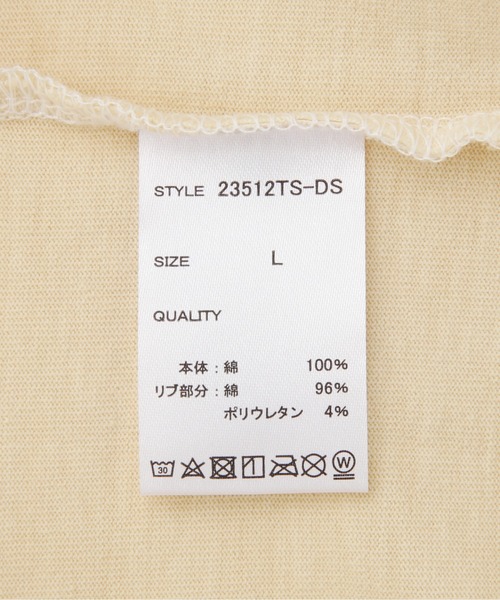 STYLE 23512TS-DS
SIZE L
QUALITY
本体：綿 100%
リブ部分：綿 96%
ポリウレタン 4%
30 W